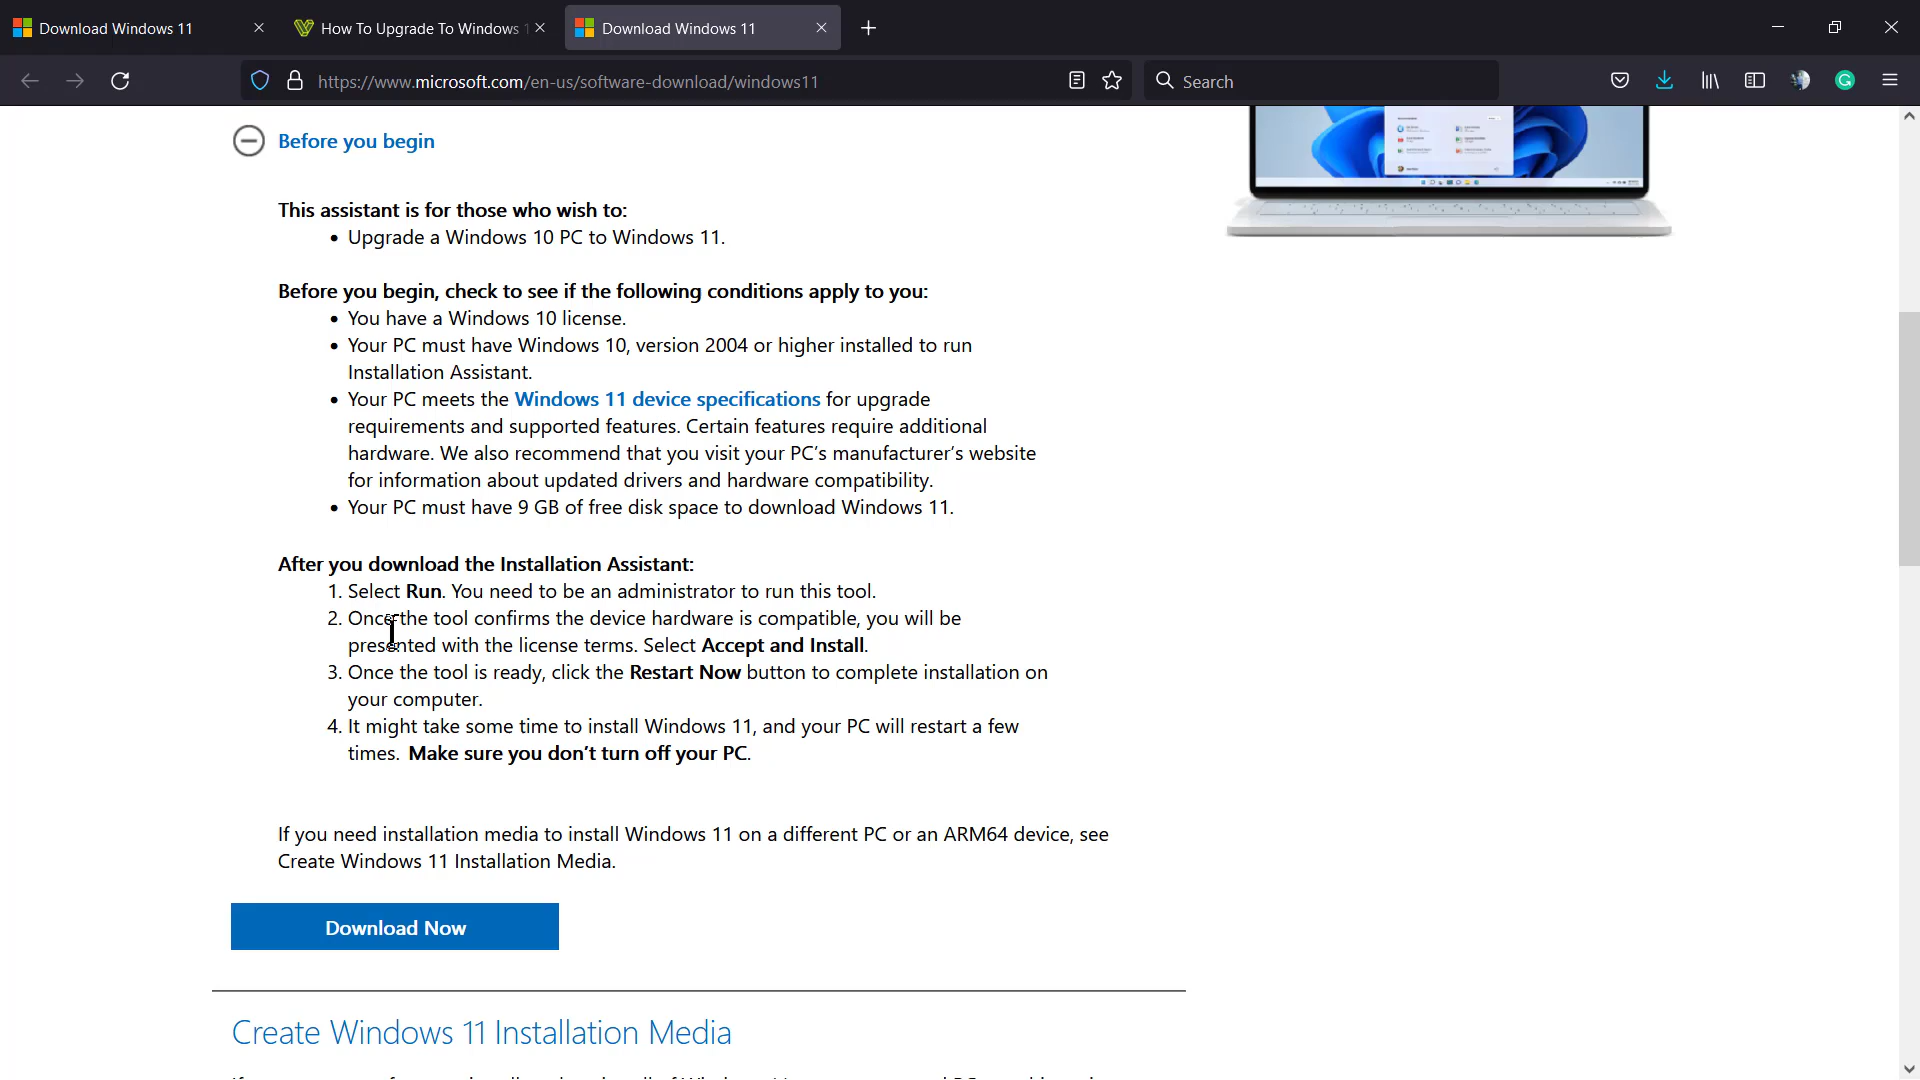 Download Windows 11
How To Upgrade To Windows 1
Download Windows 11
https://www.microsoft.com/en-us/software-download/windows11
Search
Before you begin
This assistant is for those who wish to:
• Upgrade a Windows 10 PC to Windows 11.
Before you begin, check to see if the following conditions apply to you:
• You have a Windows 10 license.
• Your PC must have Windows 10, version 2004 or higher installed to run
Installation Assistant.
• Your PC meets the Windows 11 device specifications for upgrade
requirements and supported features. Certain features require additional
hardware. We also recommend that you visit your PC’s manufacturer’s website
for information about updated drivers and hardware compatibility.
• Your PC must have 9 GB of free disk space to download Windows 11.
After you download the Installation Assistant:
1. Select Run. You need to be an administrator to run this tool.
2. Once the tool confirms the device hardware is compatible, you will be
presented with the license terms. Select Accept and Install.
3. Once the tool is ready, click the Restart Now button to complete installation on
your computer.
4. It might take some time to install Windows 11, and your PC will restart a few
times. Make sure you don’t turn off your PC.
If you need installation media to install Windows 11 on a different PC or an ARM64 device, see
Create Windows 11 Installation Media.
Download Now
Create Windows 11 Installation Media